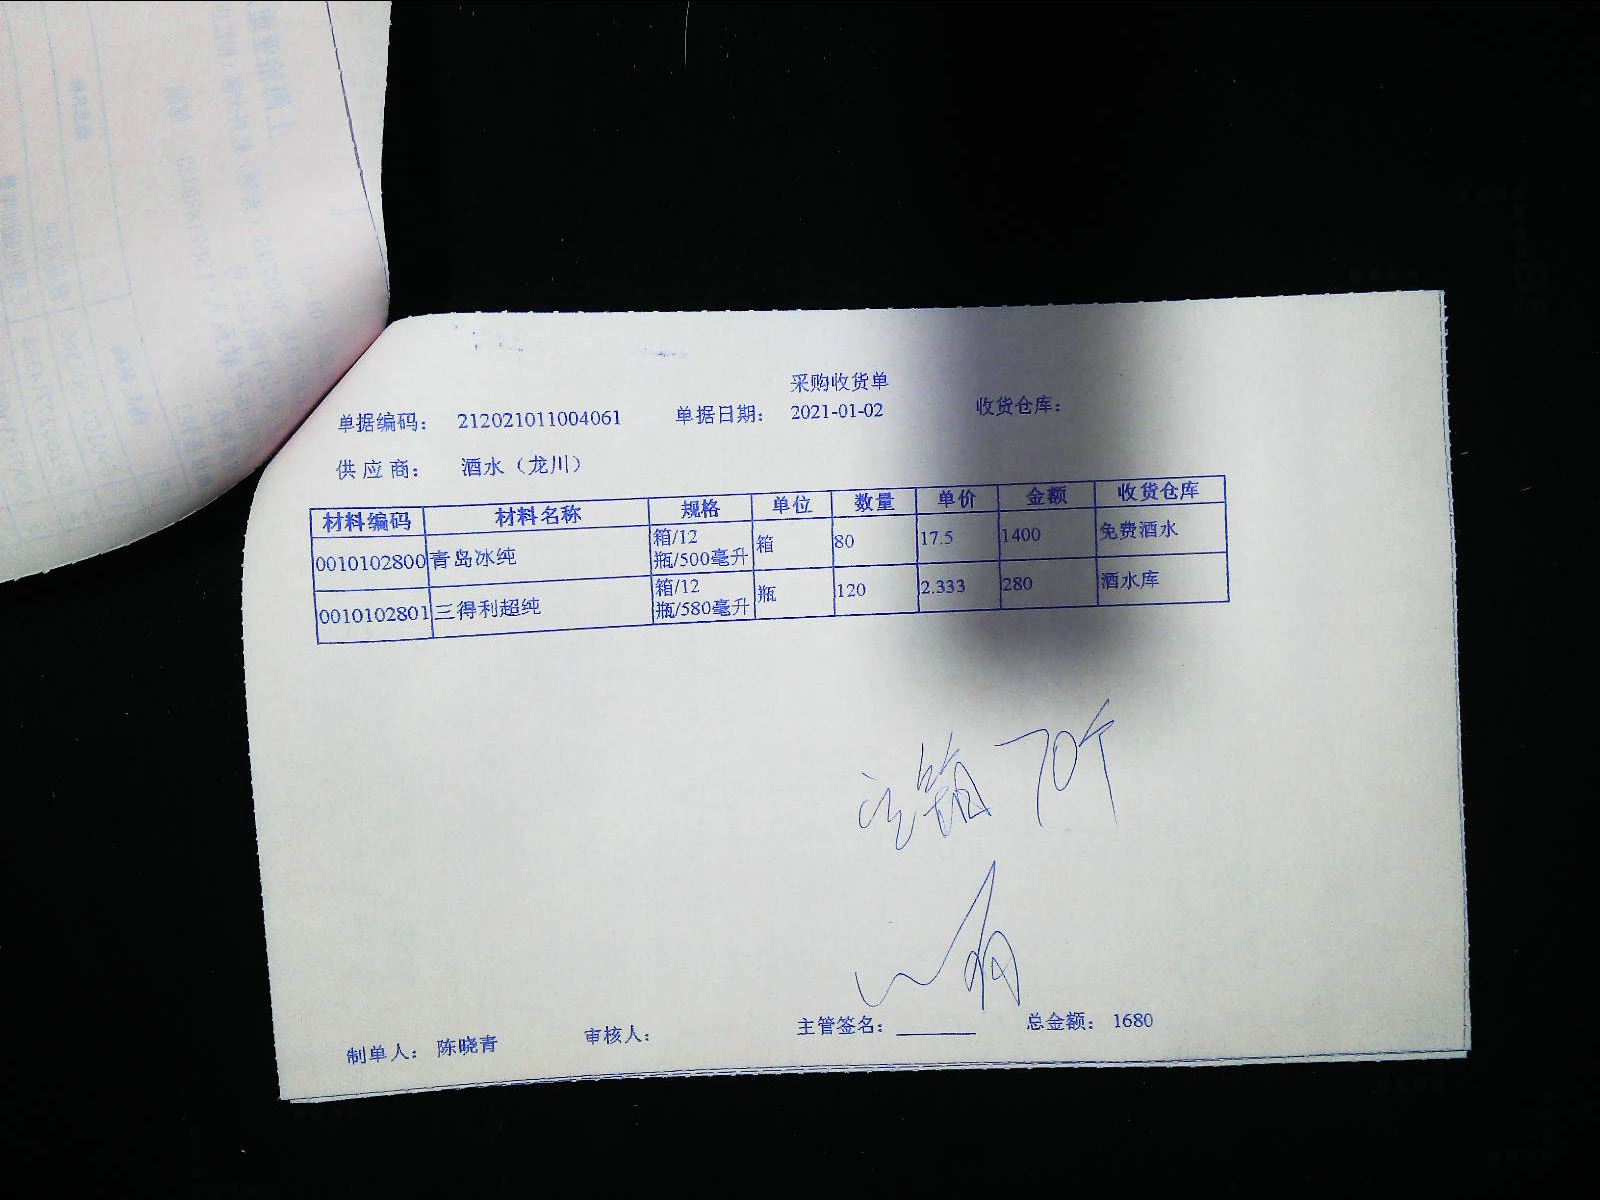 采购收货单
单据编码： 212021011004061 单据日期： 2021-01-02 收货仓库：
供 应 商： 酒水（龙川）
材料编码 材料名称 规格 单位 数量 单价 金额 收货仓库
0010102800 青岛冰纯 箱/12瓶/500毫升 箱 80 17.5 1400 免费酒水
0010102801 三得利超纯 箱/12瓶/580毫升 瓶 120 2.333 280 酒水库
空箱70个
制单人： 陈晓青 审核人： 主管签名： 总金额： 1680